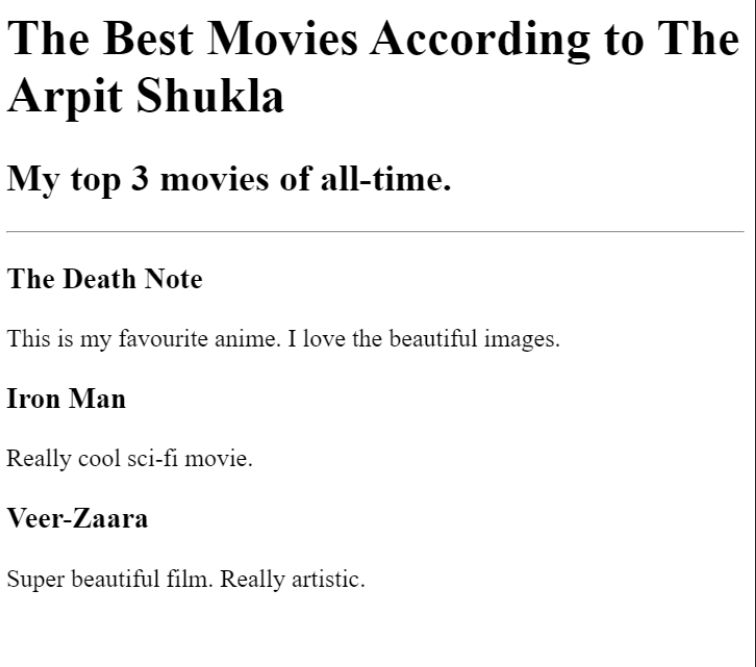 The Best Movies According to The
Arpit Shukla
My top 3 movies of all-time.
The Death Note
This is my favourite anime. I love the beautiful images.
Iron Man
Really cool sci-fi movie.
Veer-Zaara
Super beautiful film. Really artistic.